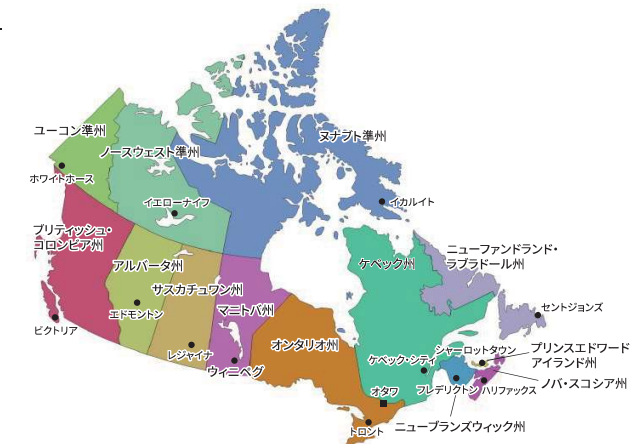 ユーコン準州
ホワイトホース
ノースウェスト準州
イエローナイフ
ヌナブト準州
イカルイト
ブリティッシュ・
コロンビア州
ビクトリア
アルバータ州
エドモントン
サスカチュワン州
レジャイナ
マニトバ州
ウィニペグ
オンタリオ州
オタワ
トロント
ケベック州
ケベック・シティ
ニューファンドランド・
ラブラドール州
セントジョンズ
シャーロットタウン
プリンスエドワード
アイランド州
ノバ・スコシア州
ハリファックス
フレデリクトン
ニューブランズウィック州